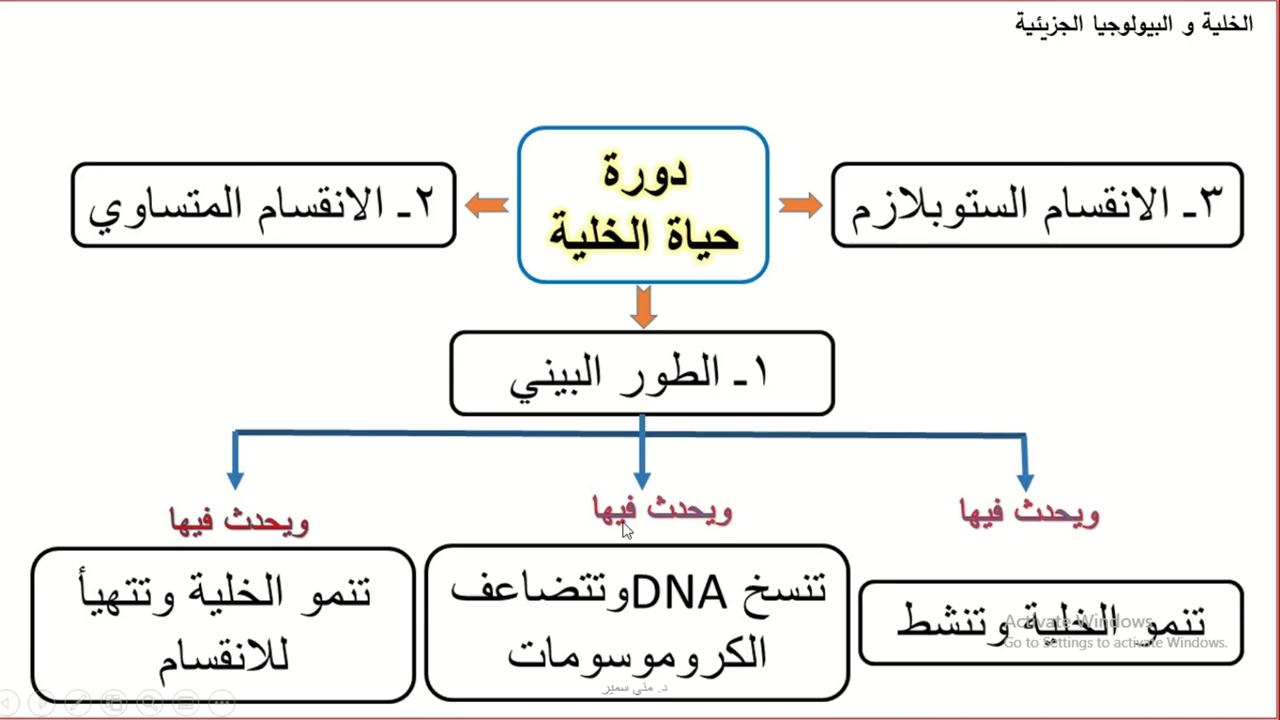 الخلية و البيولوجيا الجزيئية
دورة
حياة الخلية
٣ـ الانقسام الستوبلازم
٢ـ الانقسام المتساوي
١ـ الطور البيني
ويحدث فيها
ويحدث فيها
ويحدث فيها
تنمو الخلية وتنشط
تنسخ DNAوتتضاعف
الكروموسومات
تنمو الخلية وتتهيأ
للانقسام
Activate Windows
Go to Settings to activate Windows.
د. مني سمير